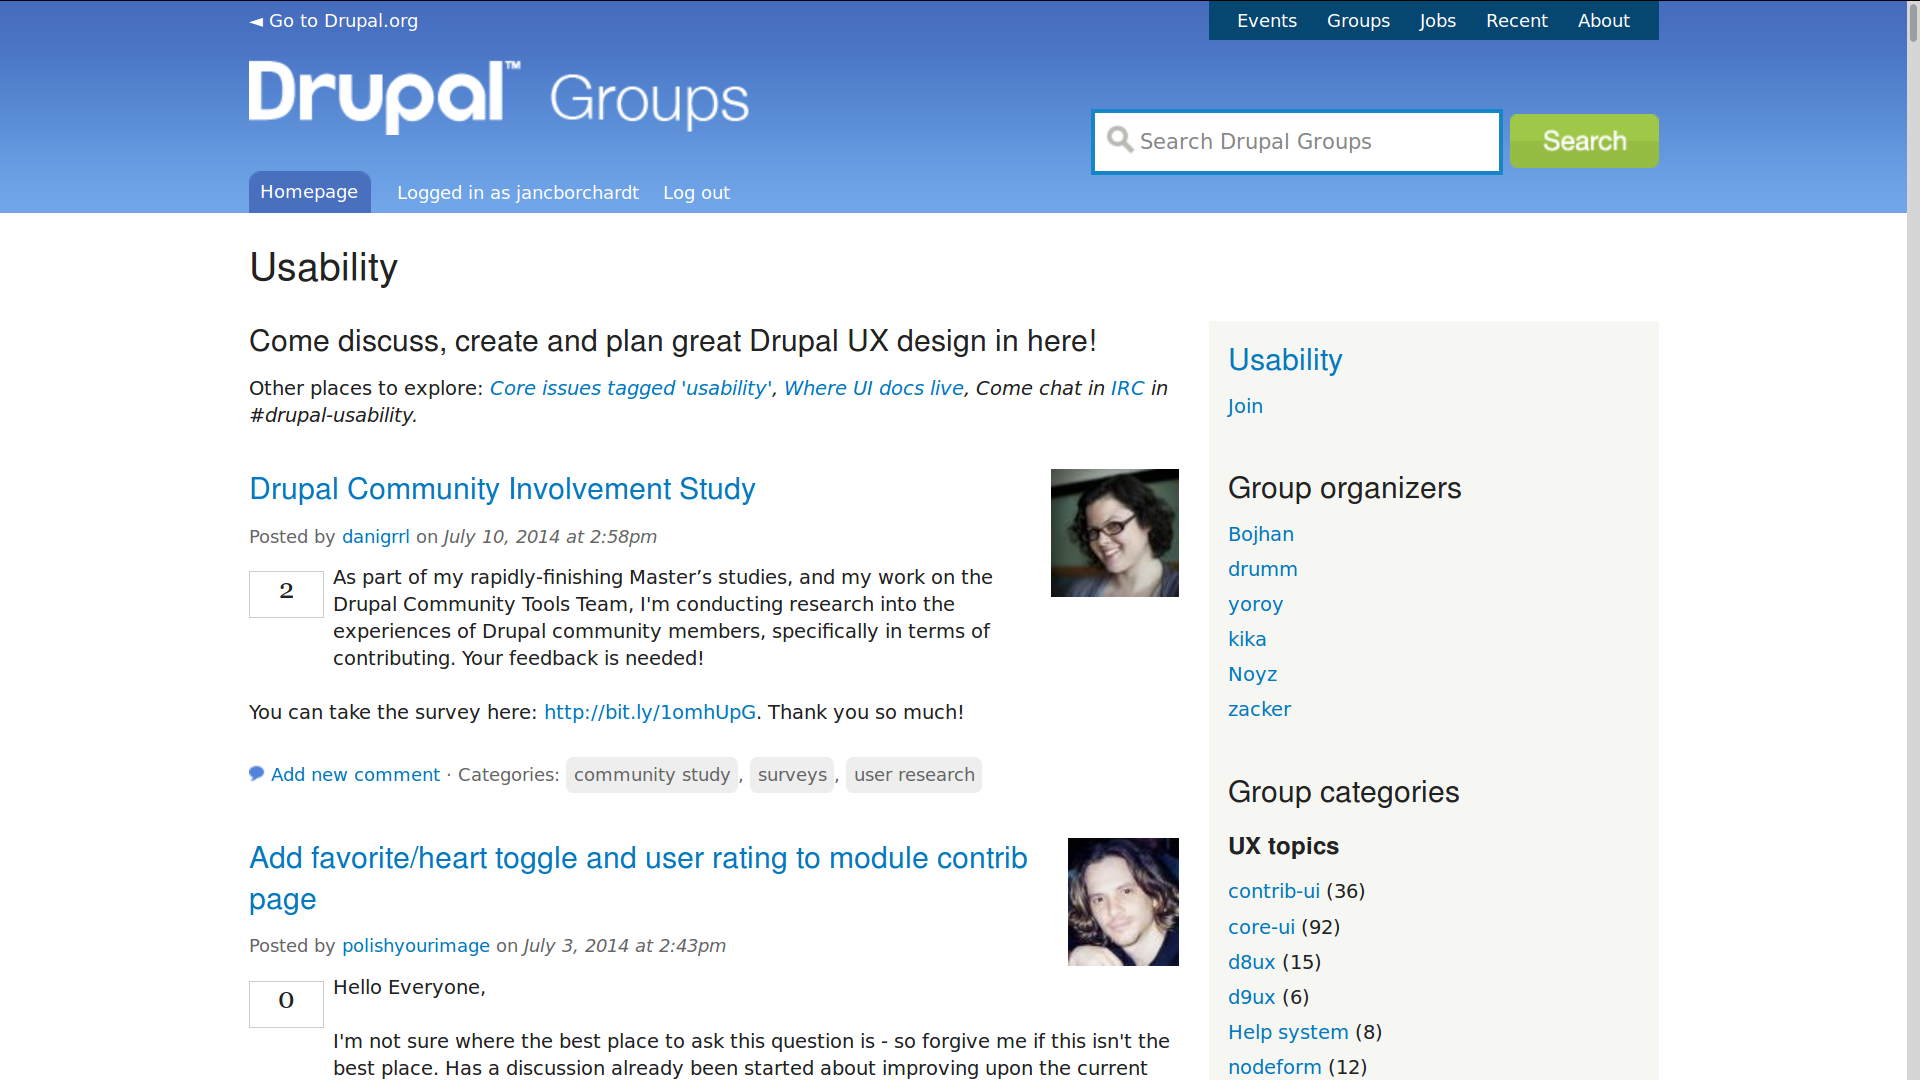 ◄ Go to Drupal.org
Events Groups Jobs Recent About
Drupal™ Groups
Search Drupal Groups
Search
Homepage Logged in as jancborchardt Log out
Usability
Come discuss, create and plan great Drupal UX design in here!
Other places to explore: Core issues tagged 'usability', Where UI docs live, Come chat in IRC in
#drupal-usability.
Drupal Community Involvement Study
Posted by danigrrl on July 10, 2014 at 2:58pm
2
As part of my rapidly-finishing Master’s studies, and my work on the
Drupal Community Tools Team, I'm conducting research into the
experiences of Drupal community members, specifically in terms of
contributing. Your feedback is needed!
You can take the survey here: http://bit.ly/1omhUpG. Thank you so much!
Add new comment · Categories: community study, surveys, user research
Add favorite/heart toggle and user rating to module contrib
page
Posted by polishyourimage on July 3, 2014 at 2:43pm
0
Hello Everyone,
I'm not sure where the best place to ask this question is - so forgive me if this isn't the
best place. Has a discussion already been started about improving upon the current
Usability
Join
Group organizers
Bojhan
drumm
yoroy
kika
Noyz
zacker
Group categories
UX topics
contrib-ui (36)
core-ui (92)
d8ux (15)
d9ux (6)
Help system (8)
nodeform (12)